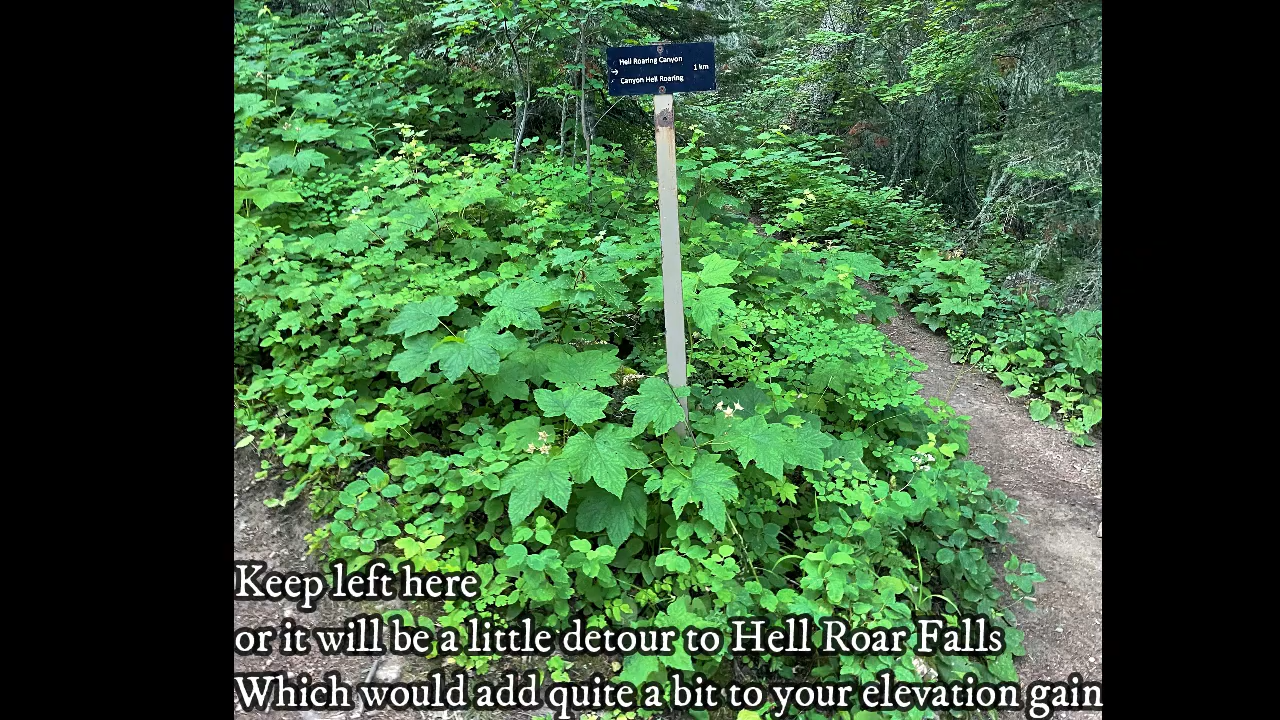 Hell Roaring Canyon
→ 1 km
Canyon Hell Roaring
Keep left here
or it will be a little detour to Hell Roar Falls
Which would add quite a bit to your elevation gain